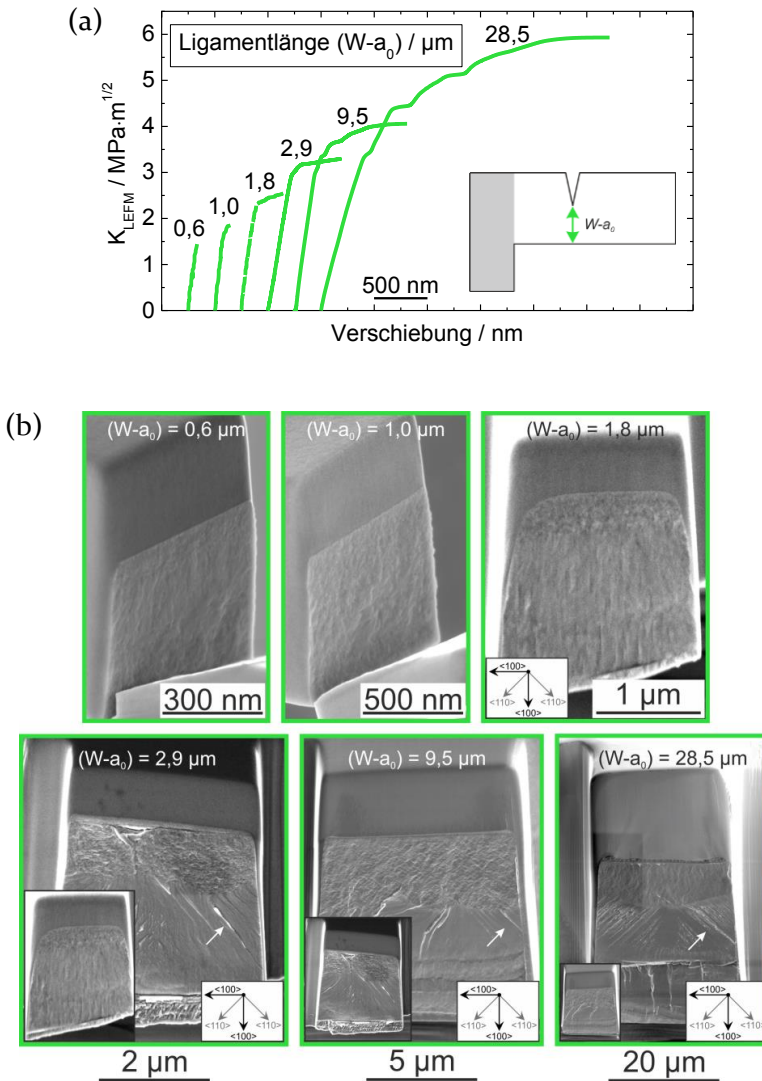 (a)
Ligamentlänge (W-a₀) / µm
28,5
9,5
2,9
1,8
1,0
0,6
6
5
4
3
2
1
0
K_LEFM / MPa·m^1/2
W-a₀
500 nm
Verschiebung / nm
(b)
(W-a₀) = 0,6 µm
(W-a₀) = 1,0 µm
(W-a₀) = 1,8 µm
300 nm
500 nm
<100>
<110>
<110>
<100>
1 µm
(W-a₀) = 2,9 µm
(W-a₀) = 9,5 µm
(W-a₀) = 28,5 µm
<100>
<110>
<110>
<100>
<100>
<110>
<110>
<100>
<100>
<110>
<110>
<100>
2 µm
5 µm
20 µm